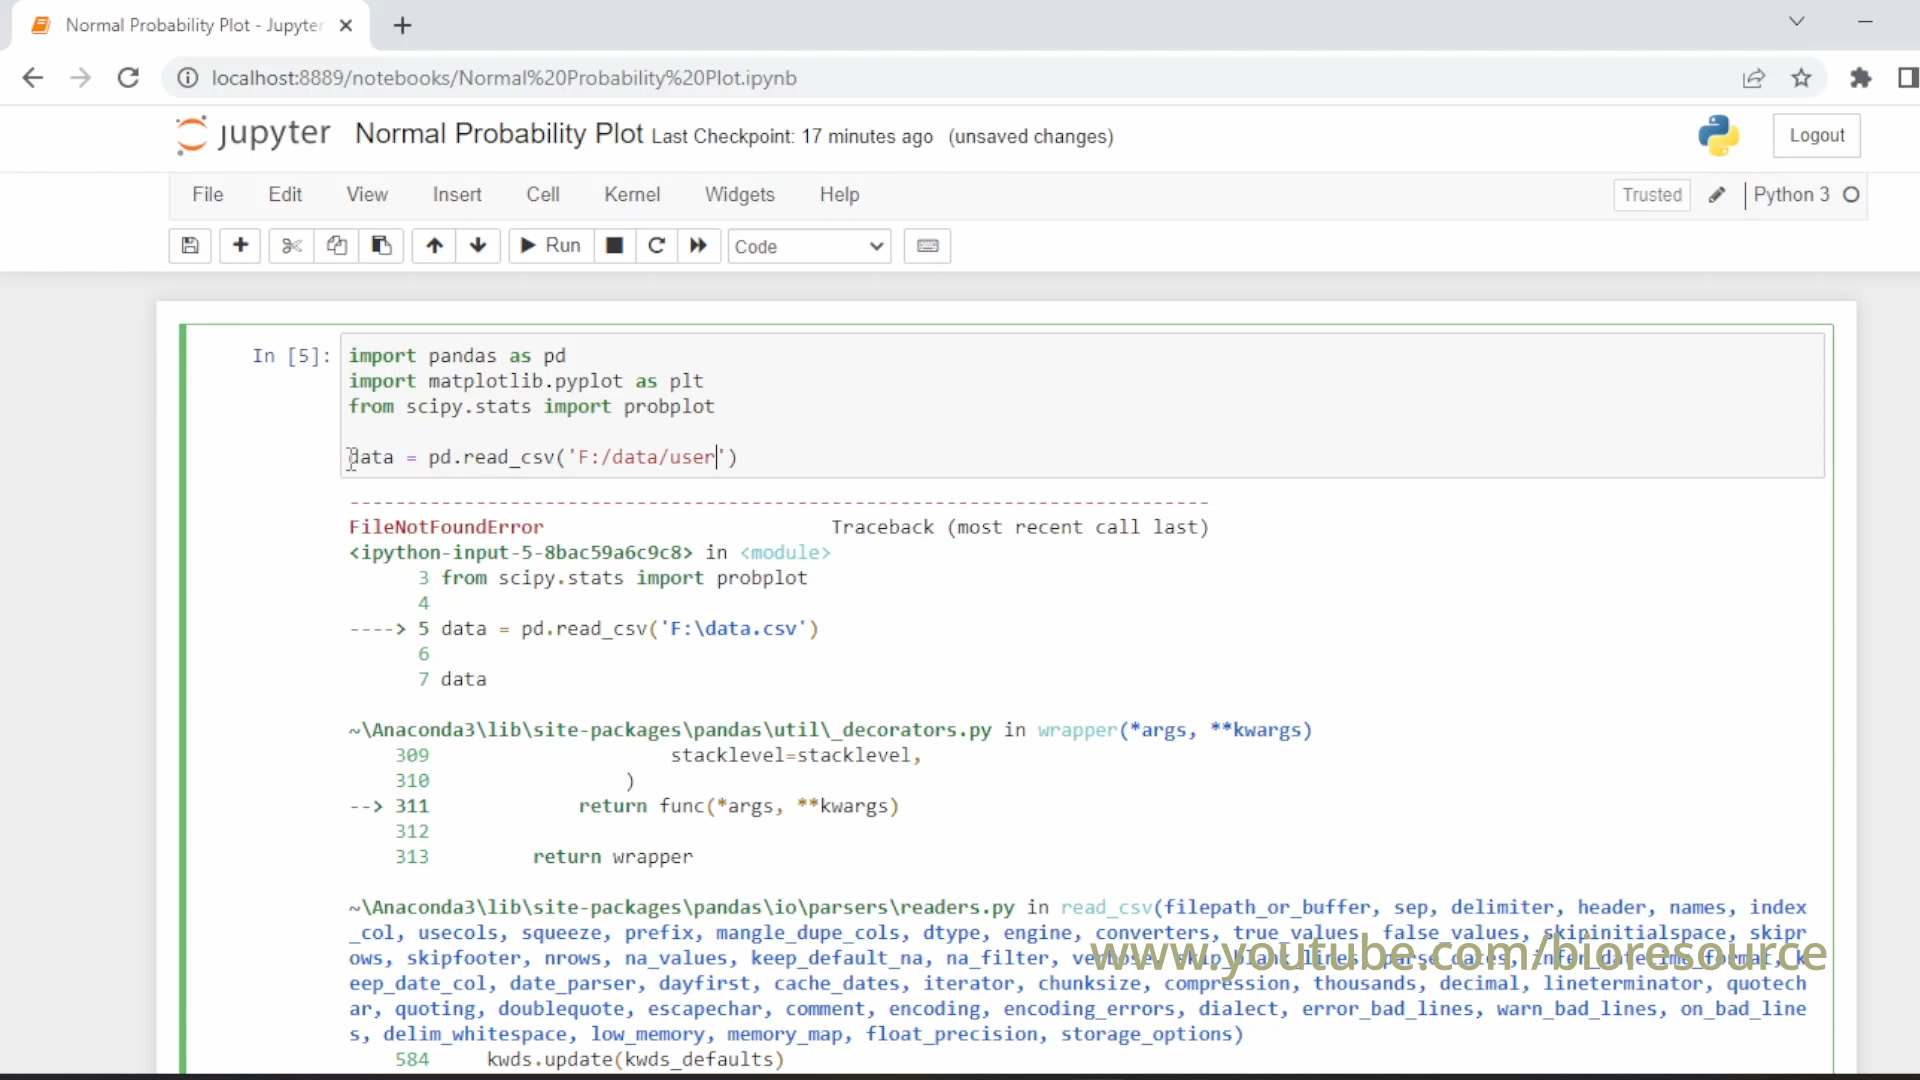 Normal Probability Plot - Jupyter
localhost:8889/notebooks/Normal%20Probability%20Plot.ipynb
jupyter Normal Probability Plot Last Checkpoint: 17 minutes ago (unsaved changes)
Logout
File Edit View Insert Cell Kernel Widgets Help
Trusted Python 3
Run Code
In [5]: import pandas as pd
import matplotlib.pyplot as plt
from scipy.stats import probplot
data = pd.read_csv('F:/data/user')
---------------------------------------------------------------------------
FileNotFoundError Traceback (most recent call last)
<ipython-input-5-8bac59a6c9c8> in <module>
3 from scipy.stats import probplot
4
----> 5 data = pd.read_csv('F:\data.csv')
6
7 data
~\Anaconda3\lib\site-packages\pandas\util\_decorators.py in wrapper(*args, **kwargs)
309 stacklevel=stacklevel,
310 )
--> 311 return func(*args, **kwargs)
312
313 return wrapper
~\Anaconda3\lib\site-packages\pandas\io\parsers\readers.py in read_csv(filepath_or_buffer, sep, delimiter, header, names, index
_col, usecols, squeeze, prefix, mangle_dupe_cols, dtype, engine, converters, true_values, false_values, skipinitialspace, skipr
ows, skipfooter, nrows, na_values, keep_default_na, na_filter, verbose, skip_blank_lines, parse_dates, infer_datetime_format, k
eep_date_col, date_parser, dayfirst, cache_dates, iterator, chunksize, compression, thousands, decimal, lineterminator, quotech
ar, quoting, doublequote, escapechar, comment, encoding, encoding_errors, dialect, error_bad_lines, warn_bad_lines, on_bad_line
s, delim_whitespace, low_memory, memory_map, float_precision, storage_options)
584 kwds.update(kwds_defaults)
www.youtube.com/bioresource